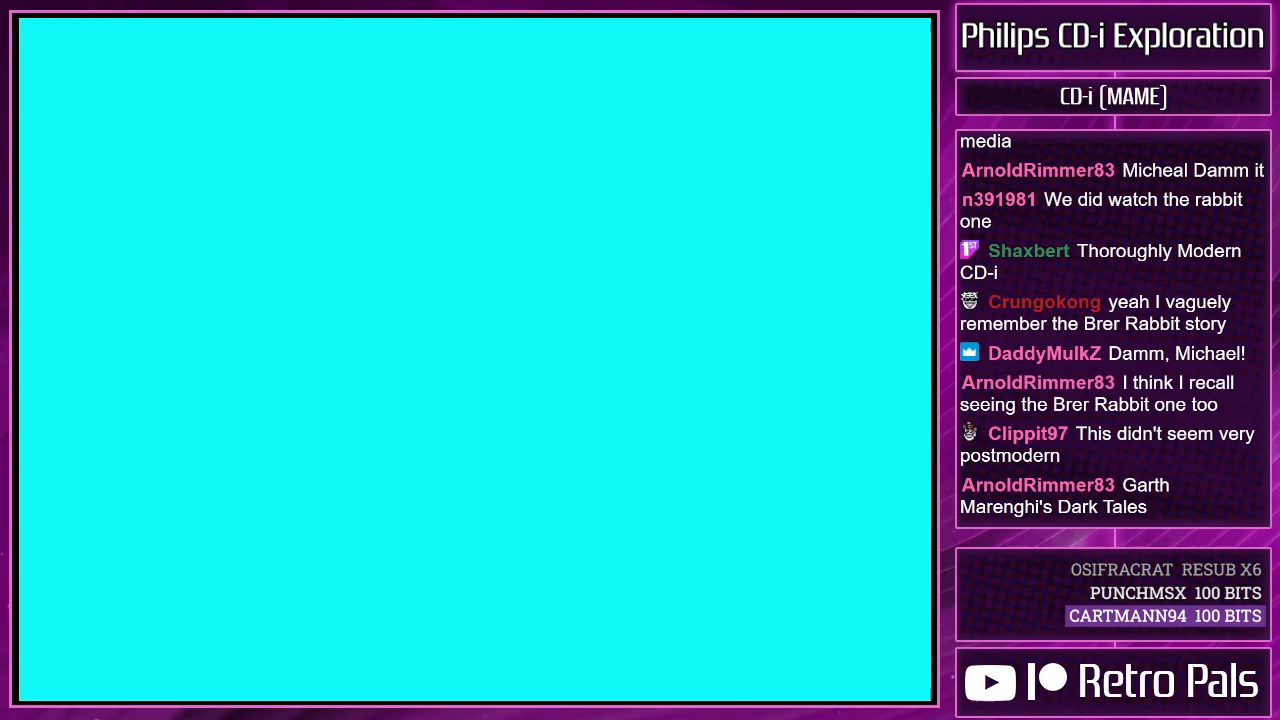 Philips CD-i Exploration
CD-i [MAME]
media
ArnoldRimmer83 Micheal Damm it
n391981 We did watch the rabbit
one
1ST Shaxbert Thoroughly Modern
CD-i
Crungokong yeah I vaguely
remember the Brer Rabbit story
DaddyMulkZ Damm, Michael!
ArnoldRimmer83 I think I recall
seeing the Brer Rabbit one too
Clippit97 This didn't seem very
postmodern
ArnoldRimmer83 Garth
Marenghi's Dark Tales
OSIFRACRAT RESUB X6
PUNCHMSX 100 BITS
CARTMANN94 100 BITS
Retro Pals